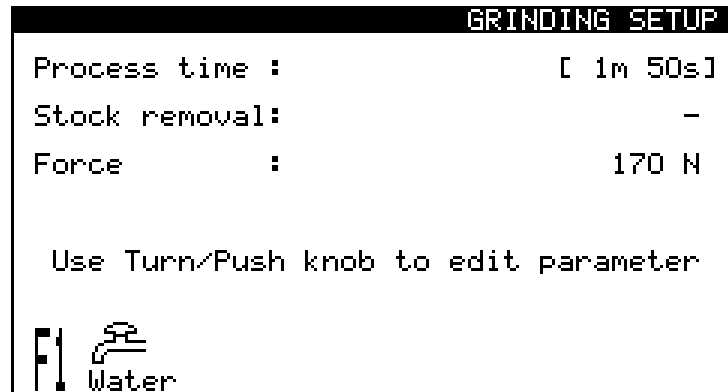 GRINDING SETUP
Process time : [ 1m 50s]
Stock removal: -
Force : 170 N
Use Turn/Push knob to edit parameter
F1 Water